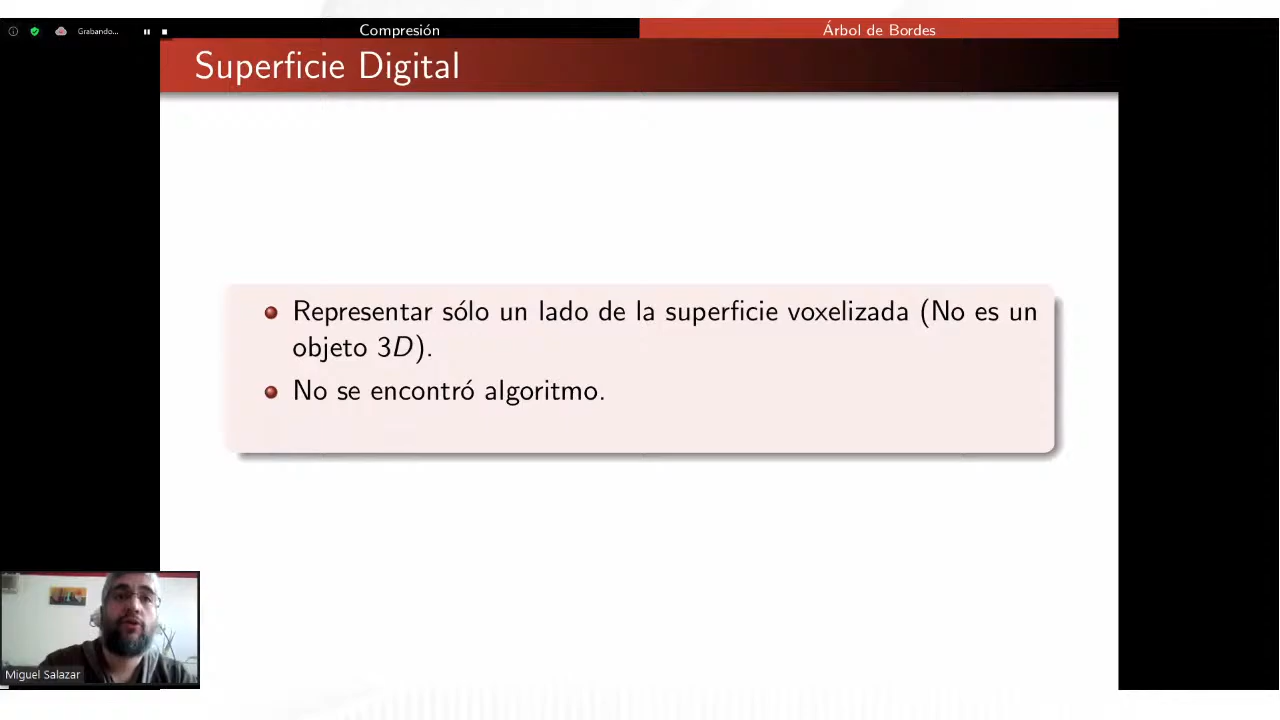 Grabando...
Compresión
Árbol de Bordes
Superficie Digital
Representar sólo un lado de la superficie voxelizada (No es un
objeto 3D).
No se encontró algoritmo.
Miguel Salazar